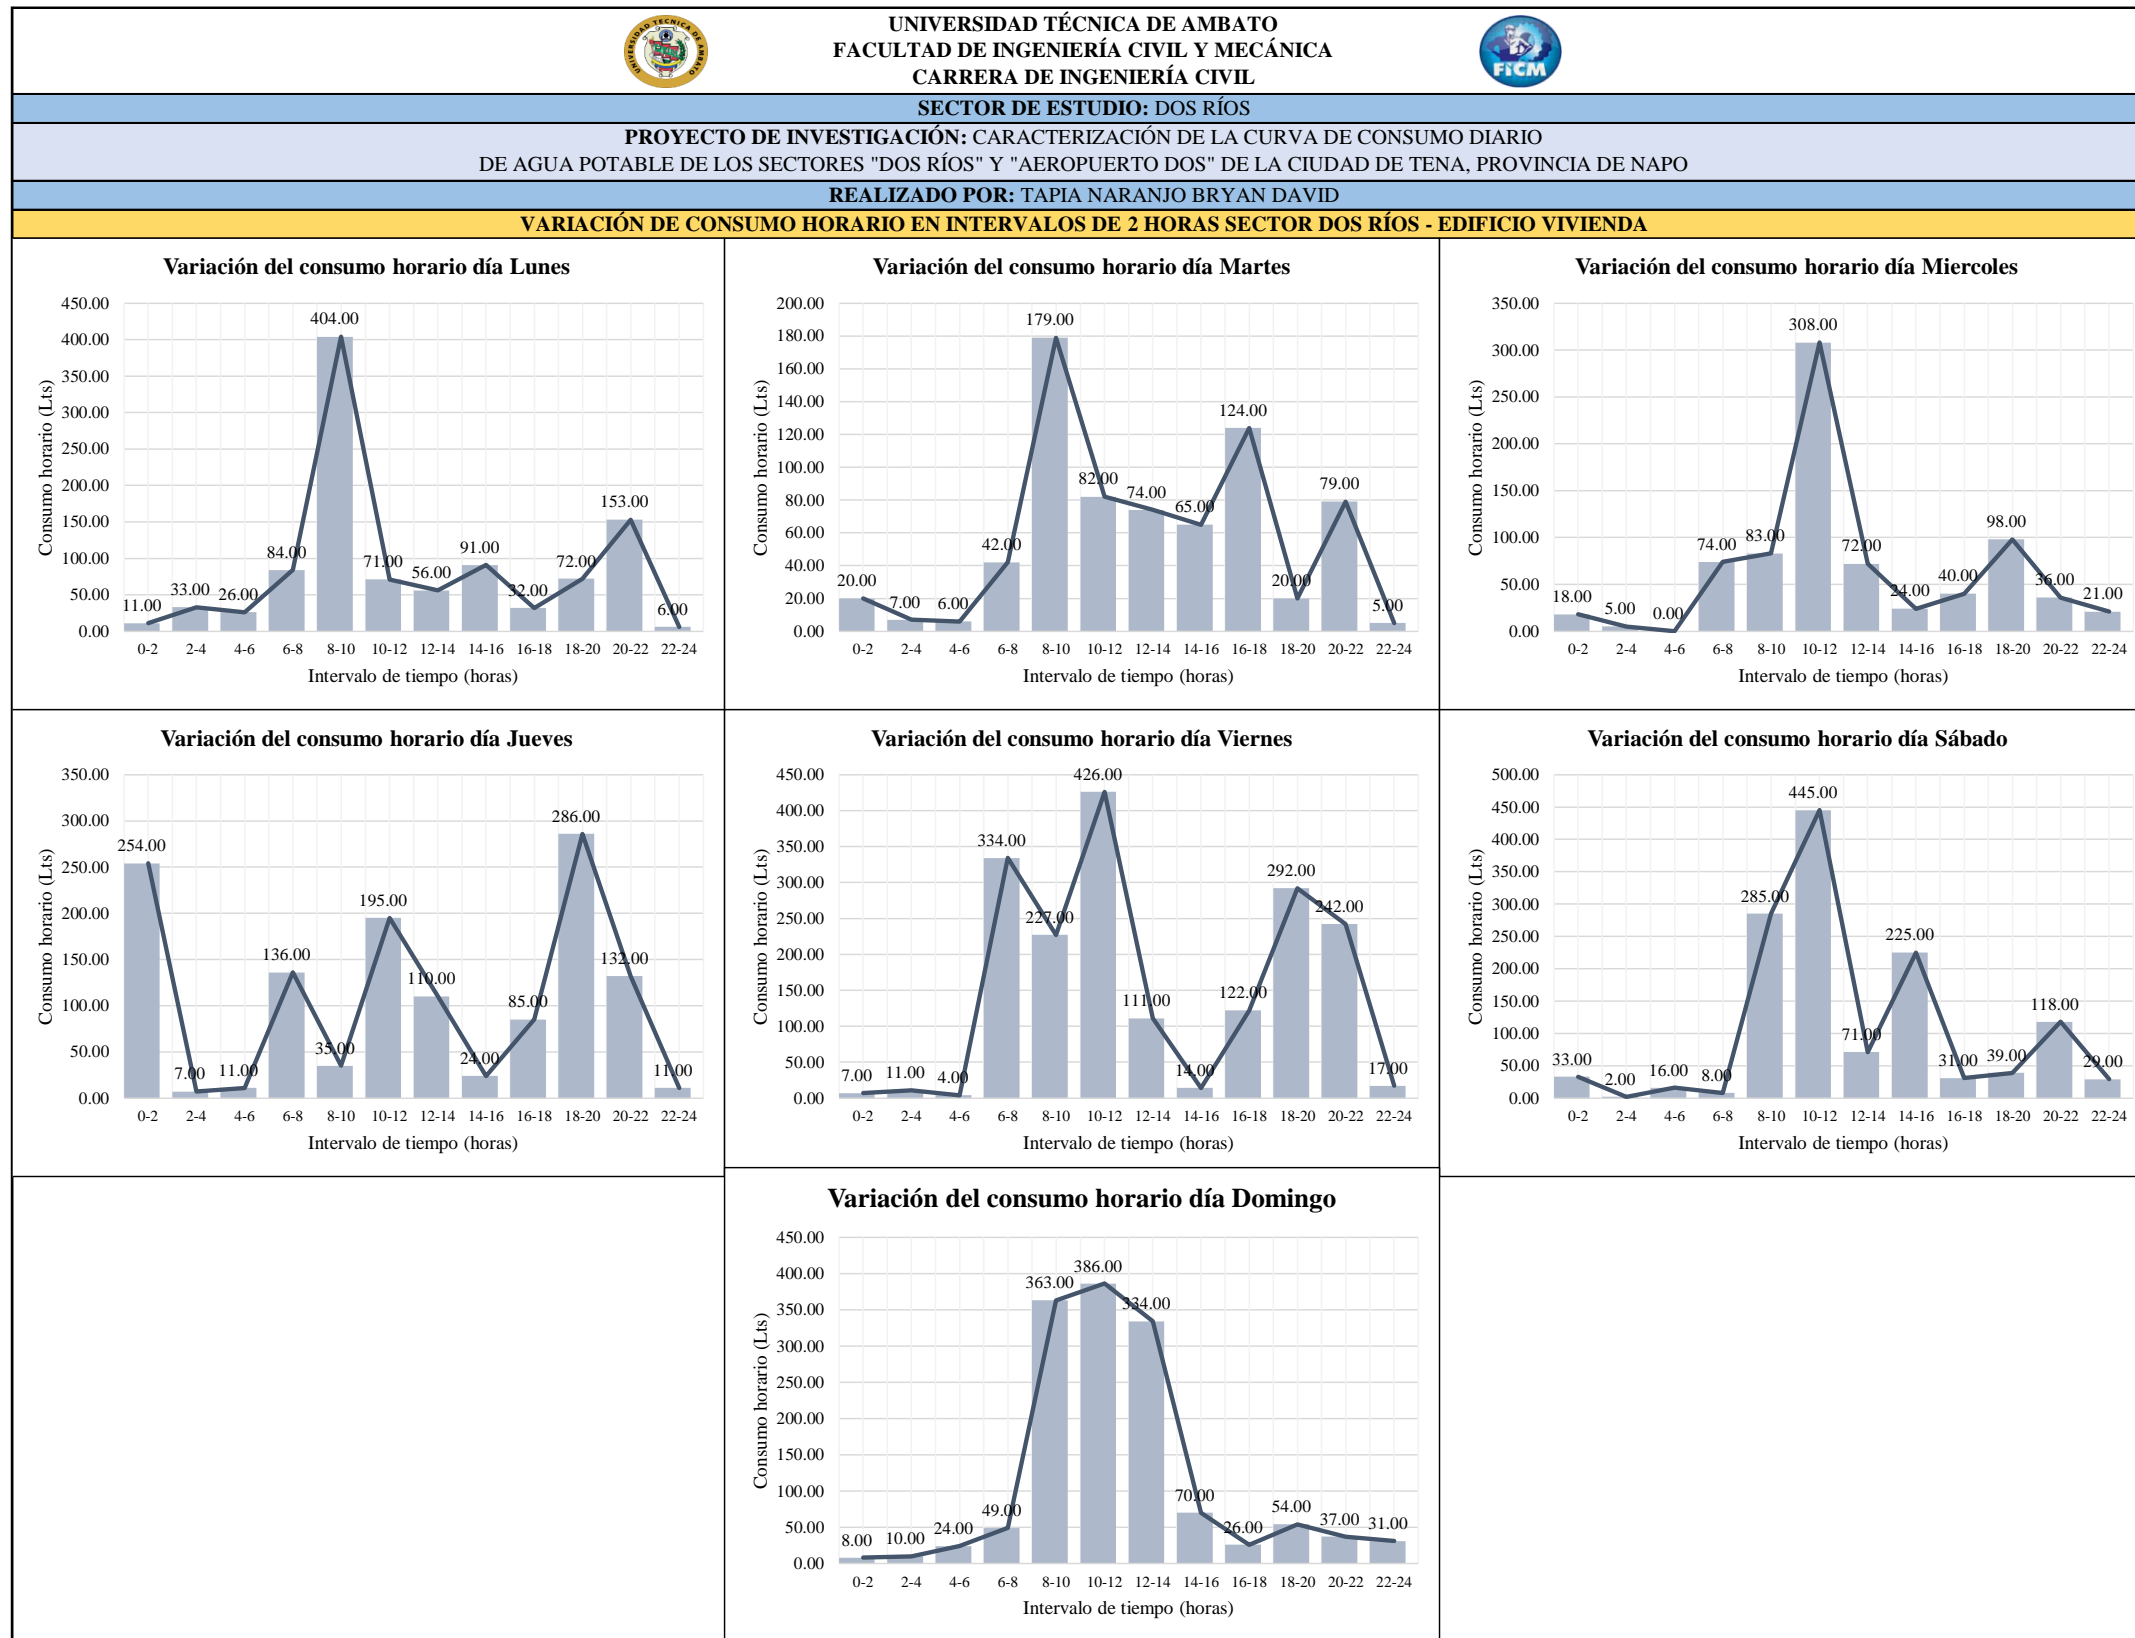 UNIVERSIDAD TÉCNICA DE AMBATO
FACULTAD DE INGENIERÍA CIVIL Y MECÁNICA
CARRERA DE INGENIERÍA CIVIL
UNIVERSIDAD TECNICA DE AMBATO
FICM
SECTOR DE ESTUDIO: DOS RÍOS
PROYECTO DE INVESTIGACIÓN: CARACTERIZACIÓN DE LA CURVA DE CONSUMO DIARIO
DE AGUA POTABLE DE LOS SECTORES "DOS RÍOS" Y "AEROPUERTO DOS" DE LA CIUDAD DE TENA, PROVINCIA DE NAPO
REALIZADO POR: TAPIA NARANJO BRYAN DAVID
VARIACIÓN DE CONSUMO HORARIO EN INTERVALOS DE 2 HORAS SECTOR DOS RÍOS - EDIFICIO VIVIENDA
Variación del consumo horario día Lunes
450.00
400.00
350.00
300.00
250.00
200.00
150.00
100.00
50.00
0.00
Consumo horario (Lts)
11.00 33.00 26.00 84.00 404.00 71.00 56.00 91.00 32.00 72.00 153.00 6.00
0-2 2-4 4-6 6-8 8-10 10-12 12-14 14-16 16-18 18-20 20-22 22-24
Intervalo de tiempo (horas)
Variación del consumo horario día Martes
200.00
180.00
160.00
140.00
120.00
100.00
80.00
60.00
40.00
20.00
0.00
Consumo horario (Lts)
20.00 7.00 6.00 42.00 179.00 82.00 74.00 65.00 124.00 20.00 79.00 5.00
0-2 2-4 4-6 6-8 8-10 10-12 12-14 14-16 16-18 18-20 20-22 22-24
Intervalo de tiempo (horas)
Variación del consumo horario día Miercoles
350.00
300.00
250.00
200.00
150.00
100.00
50.00
0.00
Consumo horario (Lts)
18.00 5.00 0.00 74.00 83.00 308.00 72.00 24.00 40.00 98.00 36.00 21.00
0-2 2-4 4-6 6-8 8-10 10-12 12-14 14-16 16-18 18-20 20-22 22-24
Intervalo de tiempo (horas)
Variación del consumo horario día Jueves
350.00
300.00
250.00
200.00
150.00
100.00
50.00
0.00
Consumo horario (Lts)
254.00 7.00 11.00 136.00 35.00 195.00 110.00 24.00 85.00 286.00 132.00 11.00
0-2 2-4 4-6 6-8 8-10 10-12 12-14 14-16 16-18 18-20 20-22 22-24
Intervalo de tiempo (horas)
Variación del consumo horario día Viernes
450.00
400.00
350.00
300.00
250.00
200.00
150.00
100.00
50.00
0.00
Consumo horario (Lts)
7.00 11.00 4.00 334.00 227.00 426.00 111.00 14.00 122.00 292.00 242.00 17.00
0-2 2-4 4-6 6-8 8-10 10-12 12-14 14-16 16-18 18-20 20-22 22-24
Intervalo de tiempo (horas)
Variación del consumo horario día Sábado
500.00
450.00
400.00
350.00
300.00
250.00
200.00
150.00
100.00
50.00
0.00
Consumo horario (Lts)
33.00 2.00 16.00 8.00 285.00 445.00 71.00 225.00 31.00 39.00 118.00 29.00
0-2 2-4 4-6 6-8 8-10 10-12 12-14 14-16 16-18 18-20 20-22 22-24
Intervalo de tiempo (horas)
Variación del consumo horario día Domingo
450.00
400.00
350.00
300.00
250.00
200.00
150.00
100.00
50.00
0.00
Consumo horario (Lts)
8.00 10.00 24.00 49.00 363.00 386.00 334.00 70.00 26.00 54.00 37.00 31.00
0-2 2-4 4-6 6-8 8-10 10-12 12-14 14-16 16-18 18-20 20-22 22-24
Intervalo de tiempo (horas)